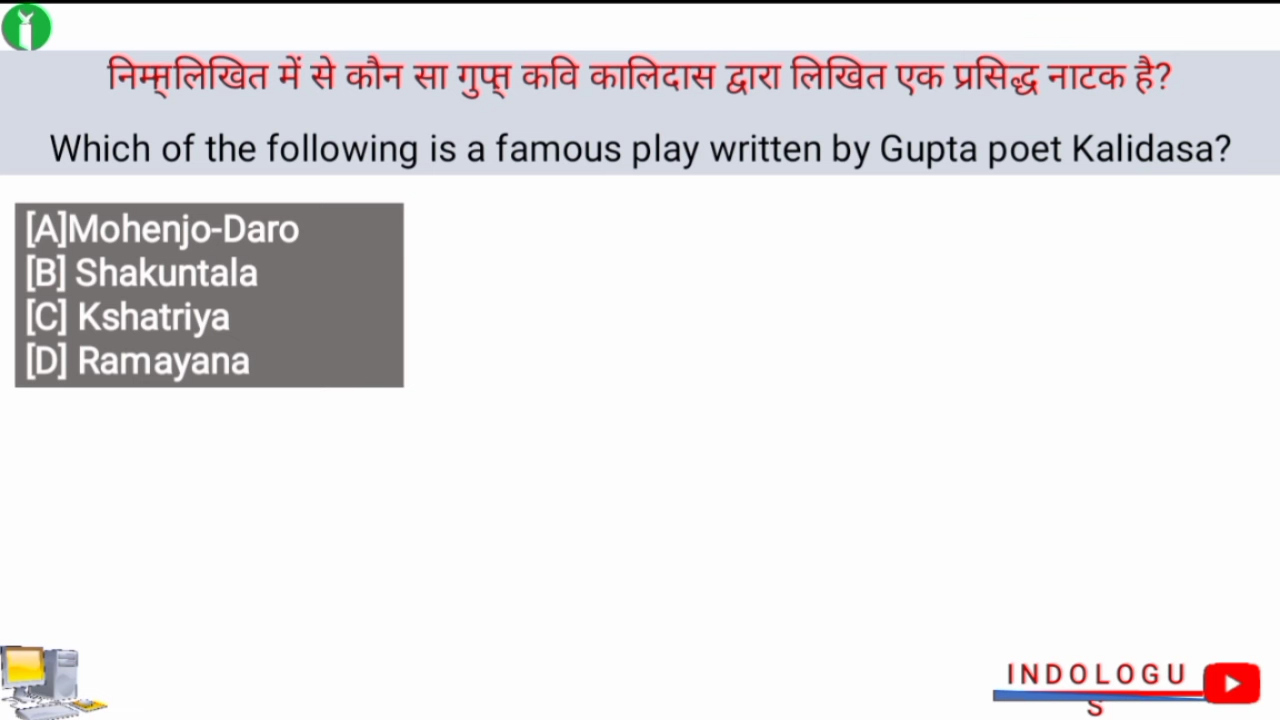 निम्नलिखित में से कौन सा गुप्त कवि कालिदास द्वारा लिखित एक प्रसिद्ध नाटक है?
Which of the following is a famous play written by Gupta poet Kalidasa?
[A]Mohenjo-Daro
[B] Shakuntala
[C] Kshatriya
[D] Ramayana
INDOLOGU
S